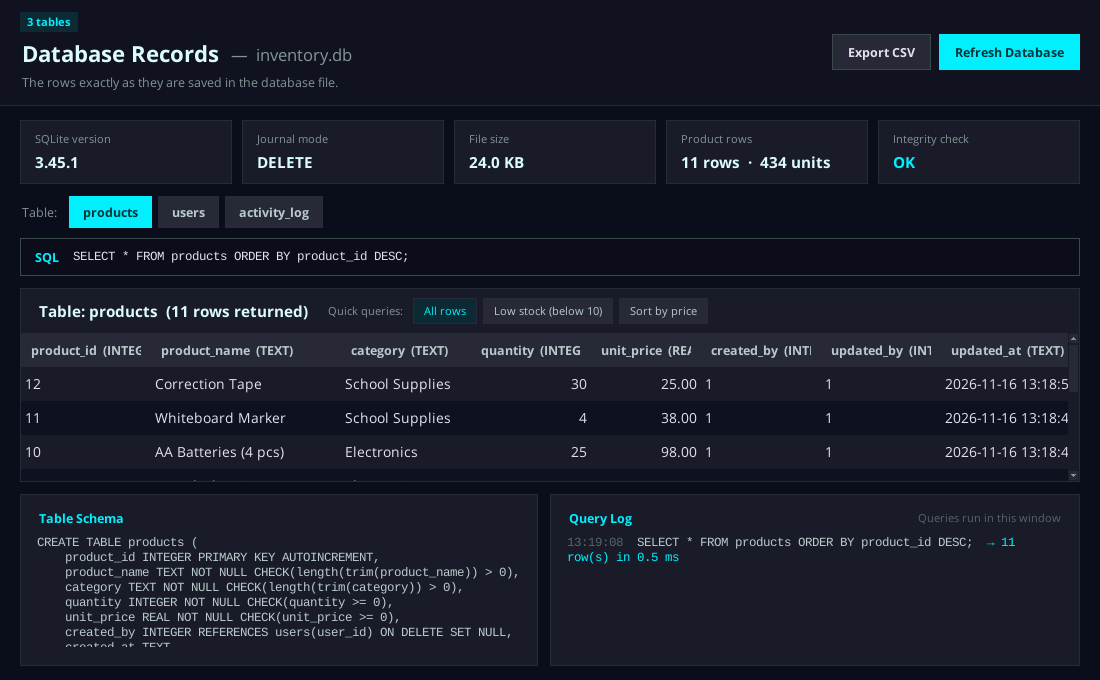 3 tables
Database Records — inventory.db
The rows exactly as they are saved in the database file.
Export CSV
Refresh Database
SQLite version
3.45.1
Journal mode
DELETE
File size
24.0 KB
Product rows
11 rows · 434 units
Integrity check
OK
Table: products users activity_log
SQL SELECT * FROM products ORDER BY product_id DESC;
Table: products (11 rows returned) Quick queries: All rows Low stock (below 10) Sort by price
product_id (INTEG product_name (TEXT) category (TEXT) quantity (INTEG unit_price (REA created_by (INT updated_by (INT updated_at (TEXT)
12 Correction Tape School Supplies 30 25.00 1 1 2026-11-16 13:18:5
11 Whiteboard Marker School Supplies 4 38.00 1 1 2026-11-16 13:18:4
10 AA Batteries (4 pcs) Electronics 25 98.00 1 1 2026-11-16 13:18:4
Table Schema
CREATE TABLE products (
product_id INTEGER PRIMARY KEY AUTOINCREMENT,
product_name TEXT NOT NULL CHECK(length(trim(product_name)) > 0),
category TEXT NOT NULL CHECK(length(trim(category)) > 0),
quantity INTEGER NOT NULL CHECK(quantity >= 0),
unit_price REAL NOT NULL CHECK(unit_price >= 0),
created_by INTEGER REFERENCES users(user_id) ON DELETE SET NULL,
created_at TEXT
Query Log
Queries run in this window
13:19:08 SELECT * FROM products ORDER BY product_id DESC; → 11
row(s) in 0.5 ms